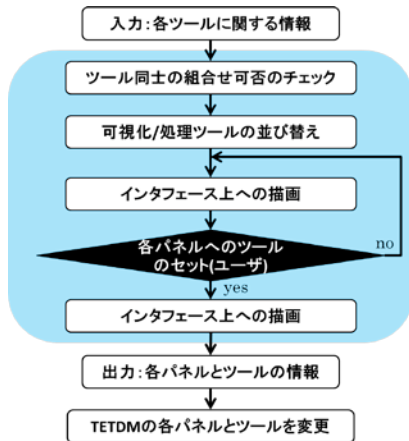 入力：各ツールに関する情報
ツール同士の組合せ可否のチェック
可視化/処理ツールの並び替え
インタフェース上への描画
各パネルへのツール
のセット(ユーザ)
no
yes
インタフェース上への描画
出力：各パネルとツールの情報
TETDMの各パネルとツールを変更